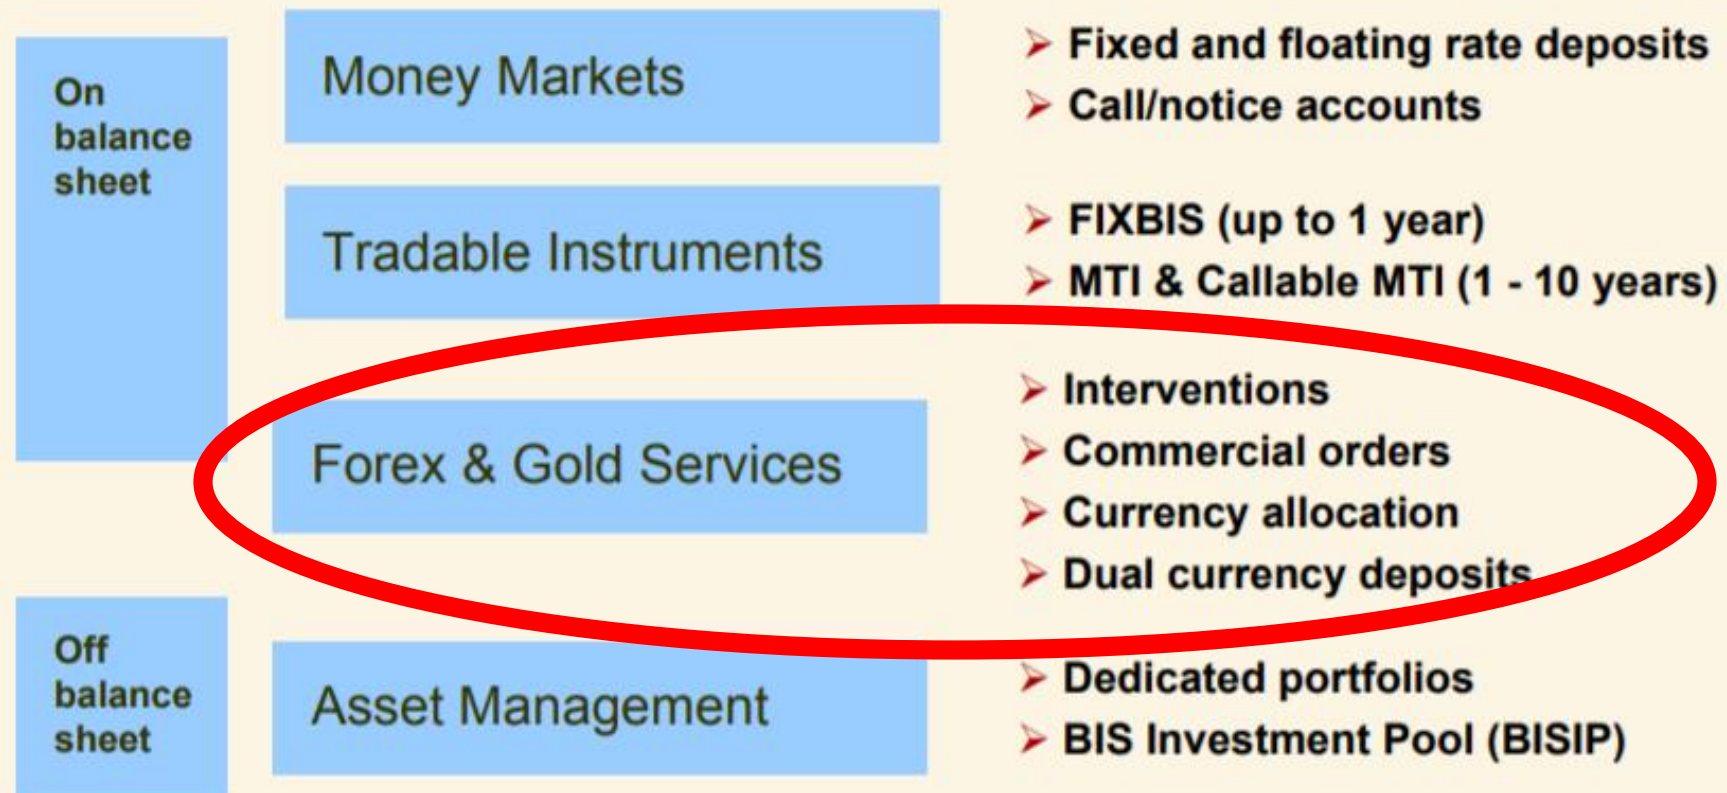 On
balance
sheet
Money Markets
Fixed and floating rate deposits
Call/notice accounts
Tradable Instruments
FIXBIS (up to 1 year)
MTI & Callable MTI (1 - 10 years)
Forex & Gold Services
Interventions
Commercial orders
Currency allocation
Dual currency deposits
Off
balance
sheet
Asset Management
Dedicated portfolios
BIS Investment Pool (BISIP)